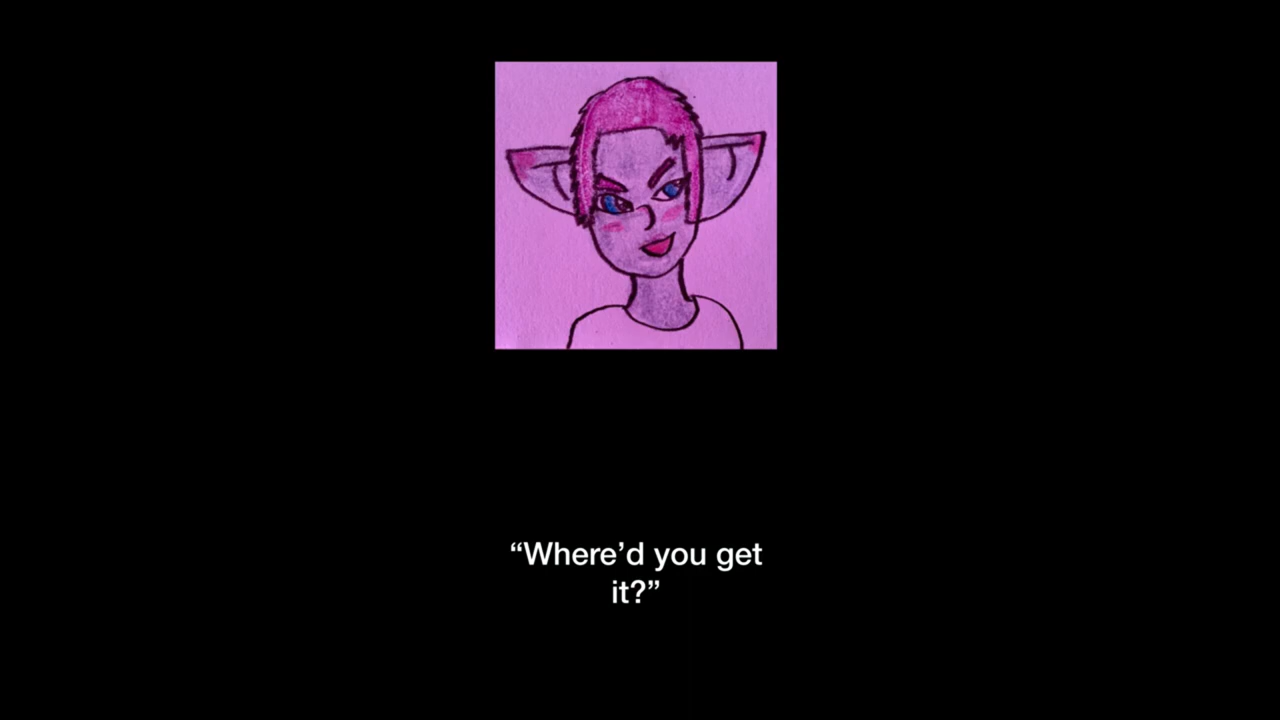 “Where’d you get
it?”